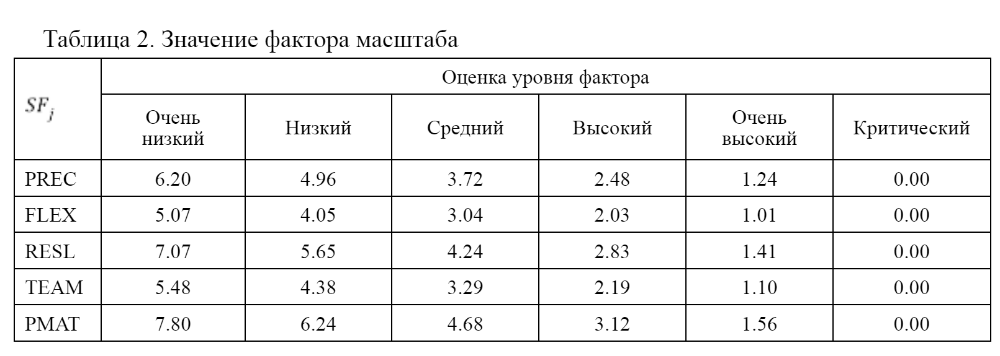 Таблица 2. Значение фактора масштаба
SFj
Оценка уровня фактора
Очень низкий Низкий Средний Высокий Очень высокий Критический
PREC 6.20 4.96 3.72 2.48 1.24 0.00
FLEX 5.07 4.05 3.04 2.03 1.01 0.00
RESL 7.07 5.65 4.24 2.83 1.41 0.00
TEAM 5.48 4.38 3.29 2.19 1.10 0.00
PMAT 7.80 6.24 4.68 3.12 1.56 0.00